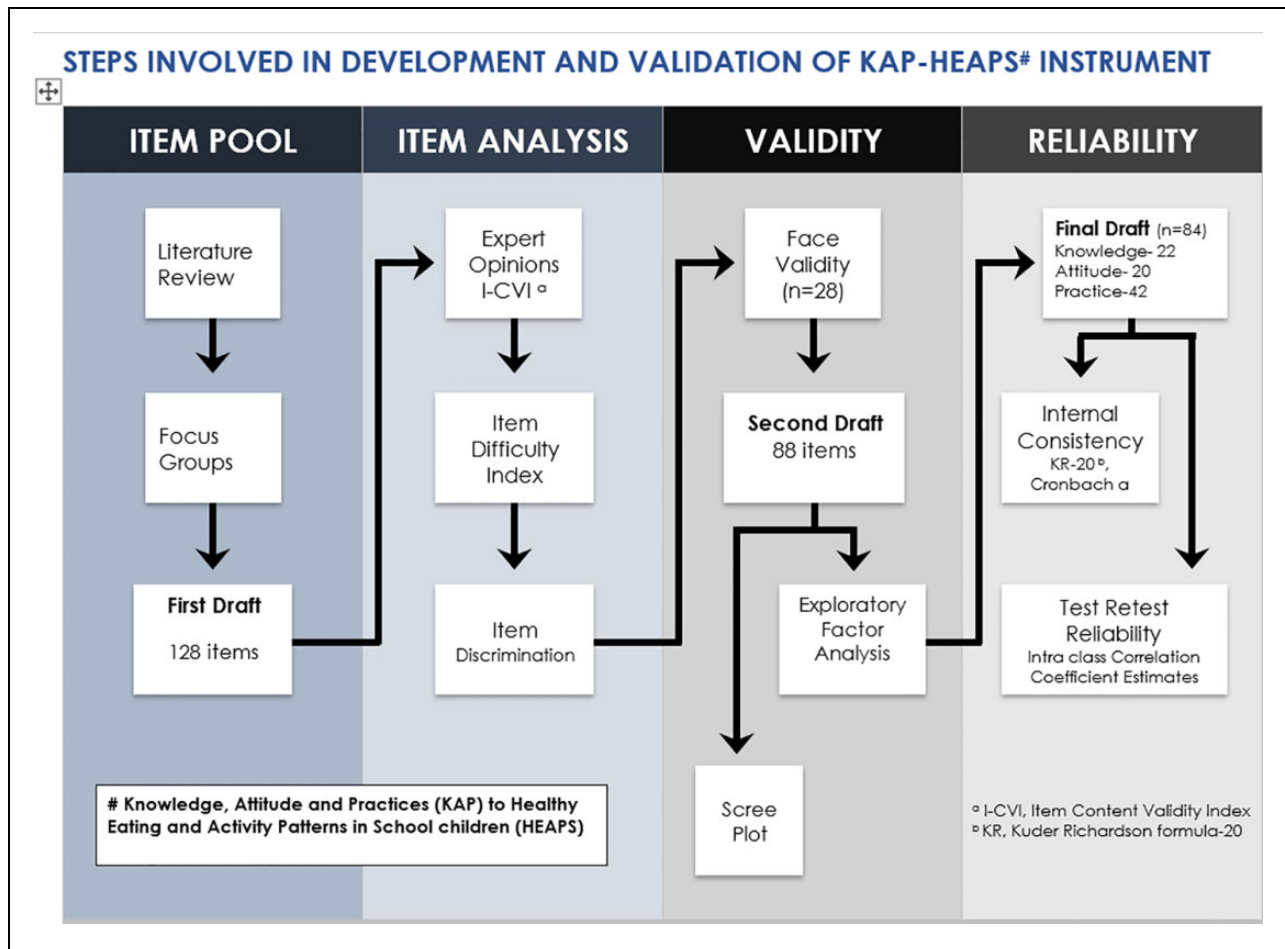 STEPS INVOLVED IN DEVELOPMENT AND VALIDATION OF KAP-HEAPS# INSTRUMENT
ITEM POOL
Literature
Review
Focus
Groups
First Draft
128 items
ITEM ANALYSIS
Expert
Opinions
I-CVI a
Item
Difficulty
Index
Item
Discrimination
VALIDITY
Face
Validity
(n=28)
Second Draft
88 items
Exploratory
Factor
Analysis
Scree
Plot
RELIABILITY
Final Draft (n=84)
Knowledge- 22
Attitude- 20
Practice-42
Internal
Consistency
KR-20 b,
Cronbach α
Test Retest
Reliability
Intra class Correlation
Coefficient Estimates
# Knowledge, Attitude and Practices (KAP) to Healthy
Eating and Activity Patterns in School children (HEAPS)
a I-CVI, Item Content Validity Index
b KR, Kuder Richardson formula-20